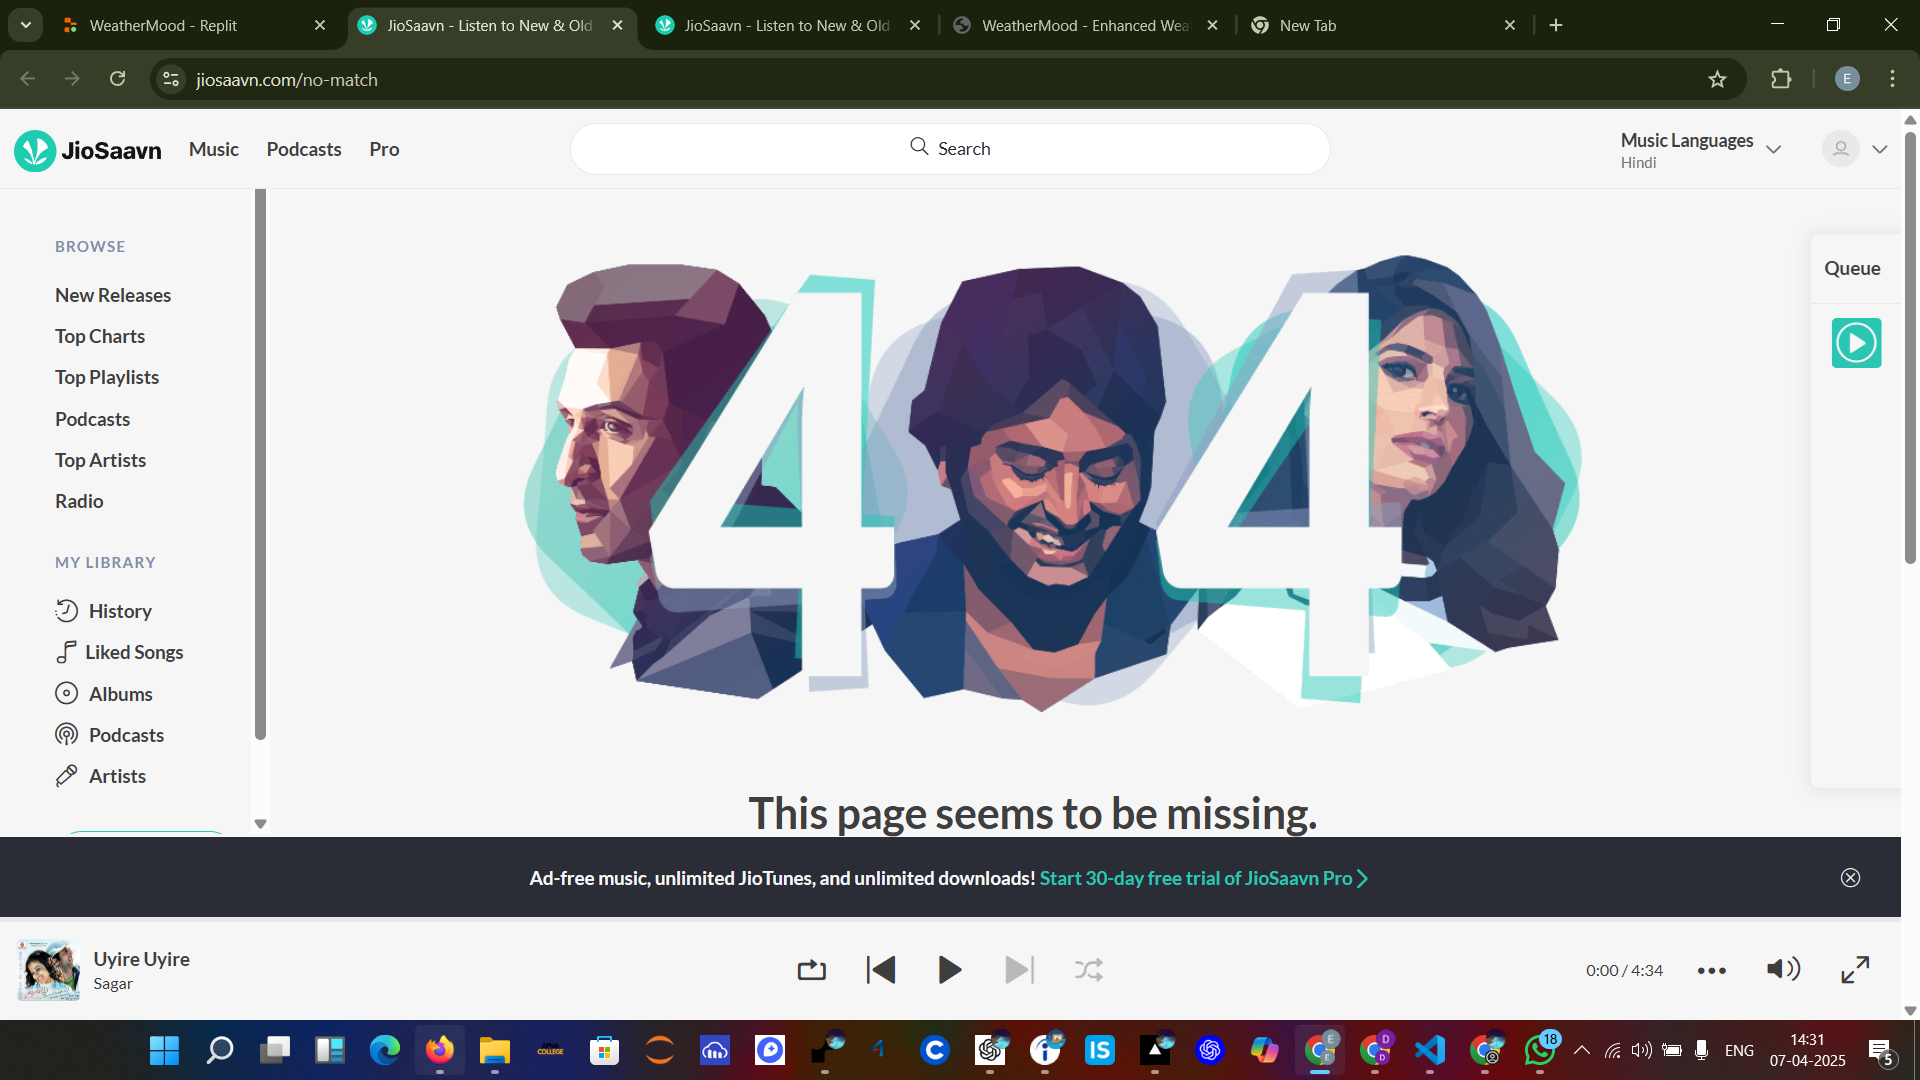 WeatherMood - Replit
JioSaavn - Listen to New & Old
JioSaavn - Listen to New & Old
WeatherMood - Enhanced Wea
New Tab
jiosaavn.com/no-match
E
JioSaavn
Music
Podcasts
Pro
Search
Music Languages
Hindi
BROWSE
New Releases
Top Charts
Top Playlists
Podcasts
Top Artists
Radio
MY LIBRARY
History
Liked Songs
Albums
Podcasts
Artists
Queue
404
This page seems to be missing.
Ad-free music, unlimited JioTunes, and unlimited downloads! Start 30-day free trial of JioSaavn Pro
Uyire Uyire
Sagar
0:00 / 4:34
APNA
COLLEGE
IS
E
E
D
D
18
ENG
14:31
07-04-2025
5